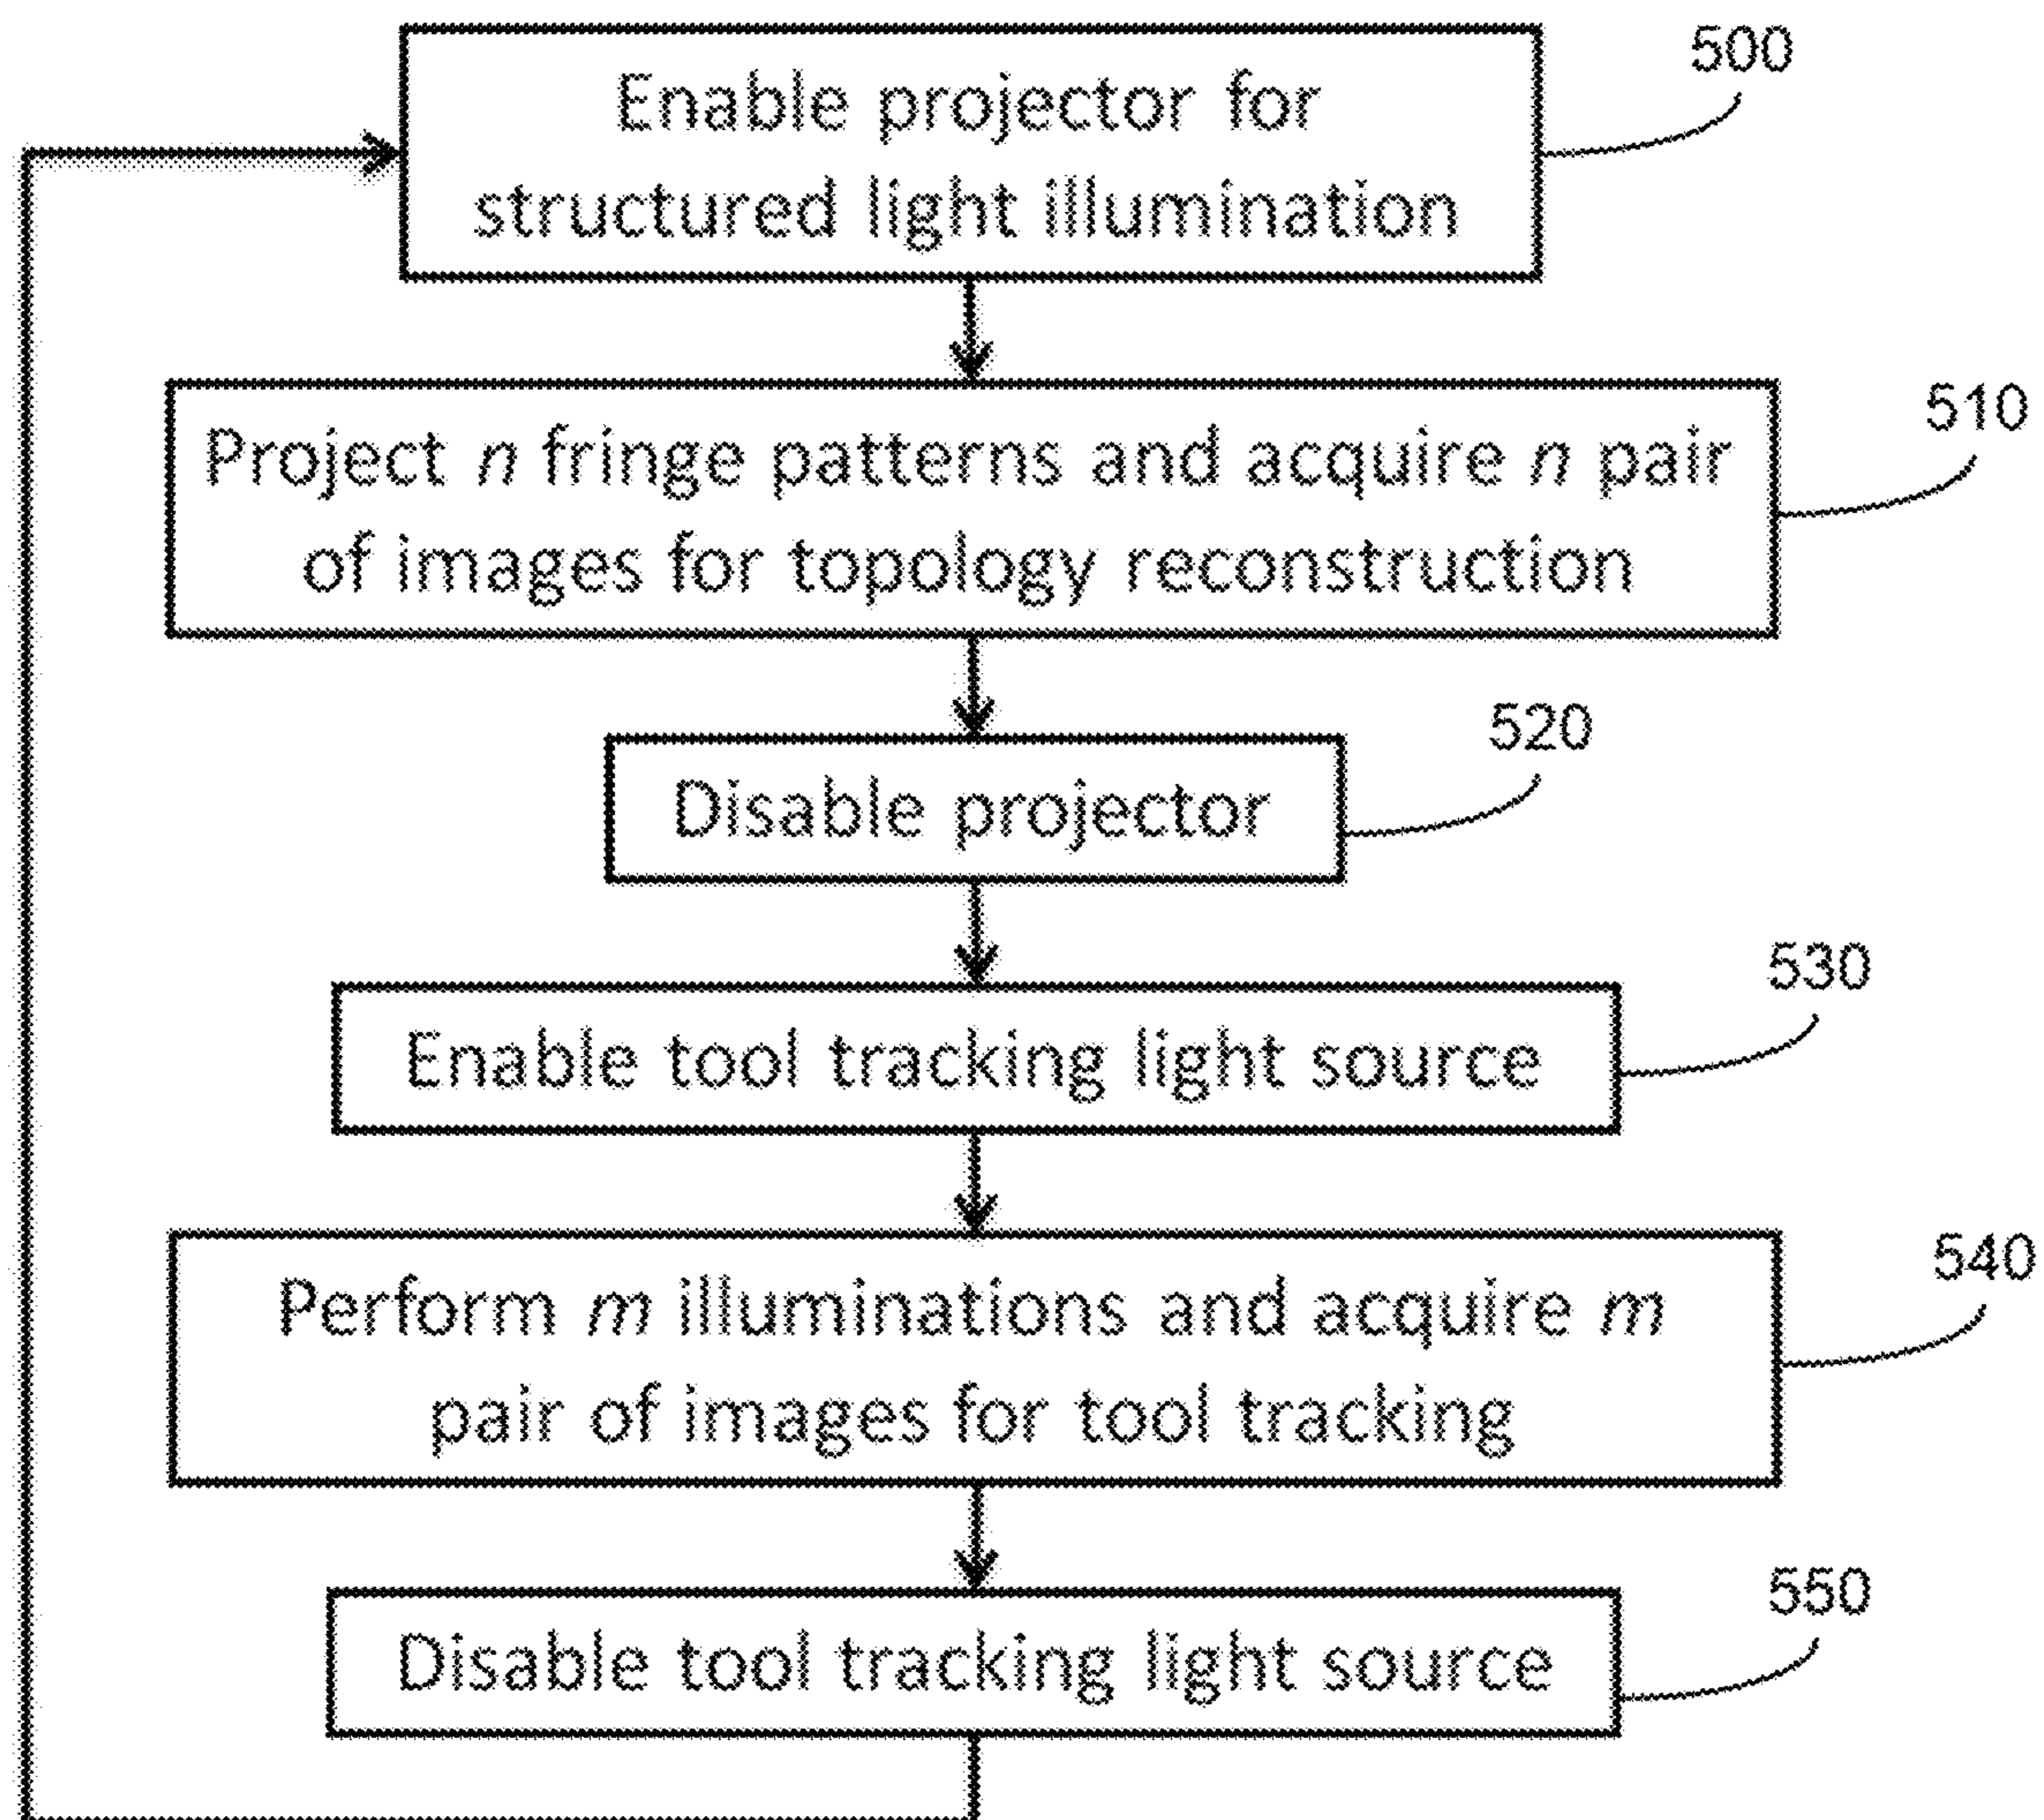 500
Enable projector for
structured light illumination
510
Project n fringe patterns and acquire n pair
of images for topology reconstruction
520
Disable projector
530
Enable tool tracking light source
540
Perform m illuminations and acquire m
pair of images for tool tracking
550
Disable tool tracking light source